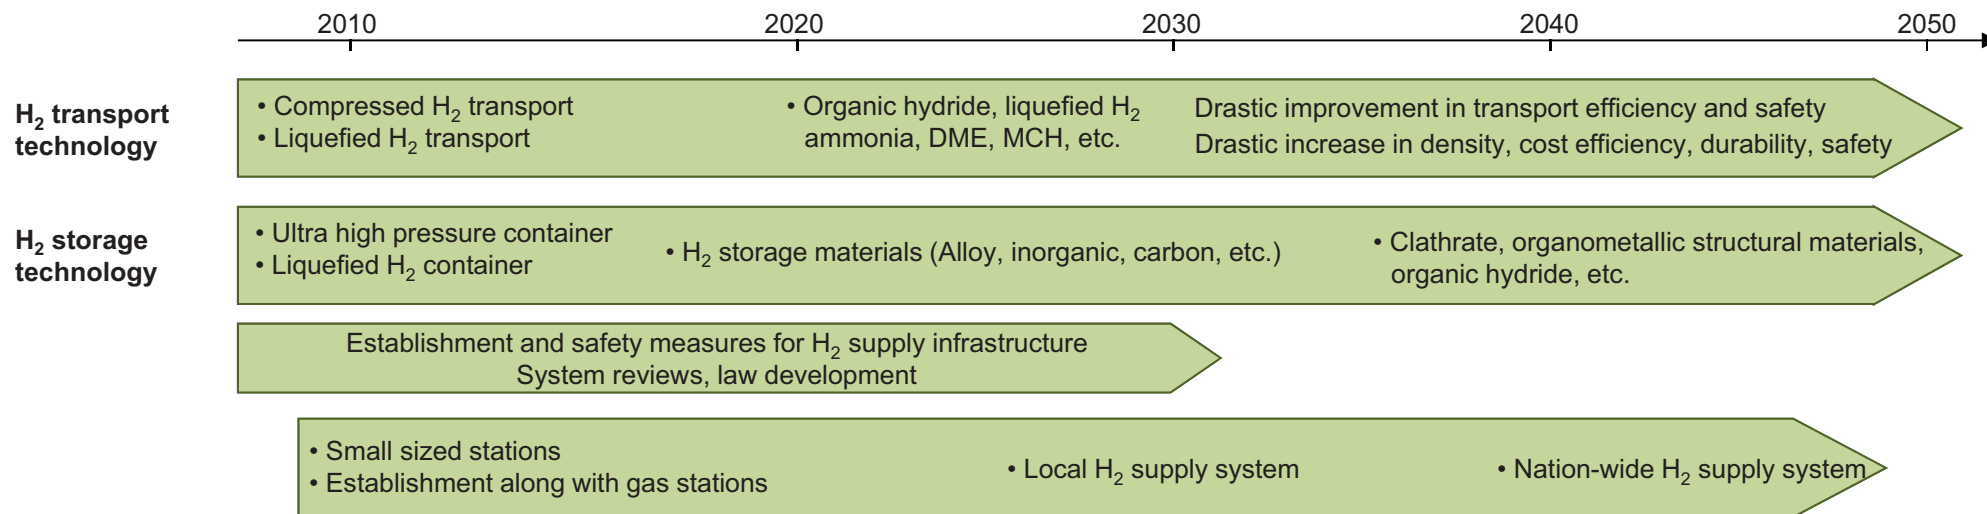 2010 2020 2030 2040 2050
H₂ transport
technology
• Compressed H₂ transport
• Liquefied H₂ transport
• Organic hydride, liquefied H₂
ammonia, DME, MCH, etc.
Drastic improvement in transport efficiency and safety
Drastic increase in density, cost efficiency, durability, safety
H₂ storage
technology
• Ultra high pressure container
• Liquefied H₂ container
• H₂ storage materials (Alloy, inorganic, carbon, etc.)
• Clathrate, organometallic structural materials,
organic hydride, etc.
Establishment and safety measures for H₂ supply infrastructure
System reviews, law development
• Small sized stations
• Establishment along with gas stations
• Local H₂ supply system
• Nation-wide H₂ supply system